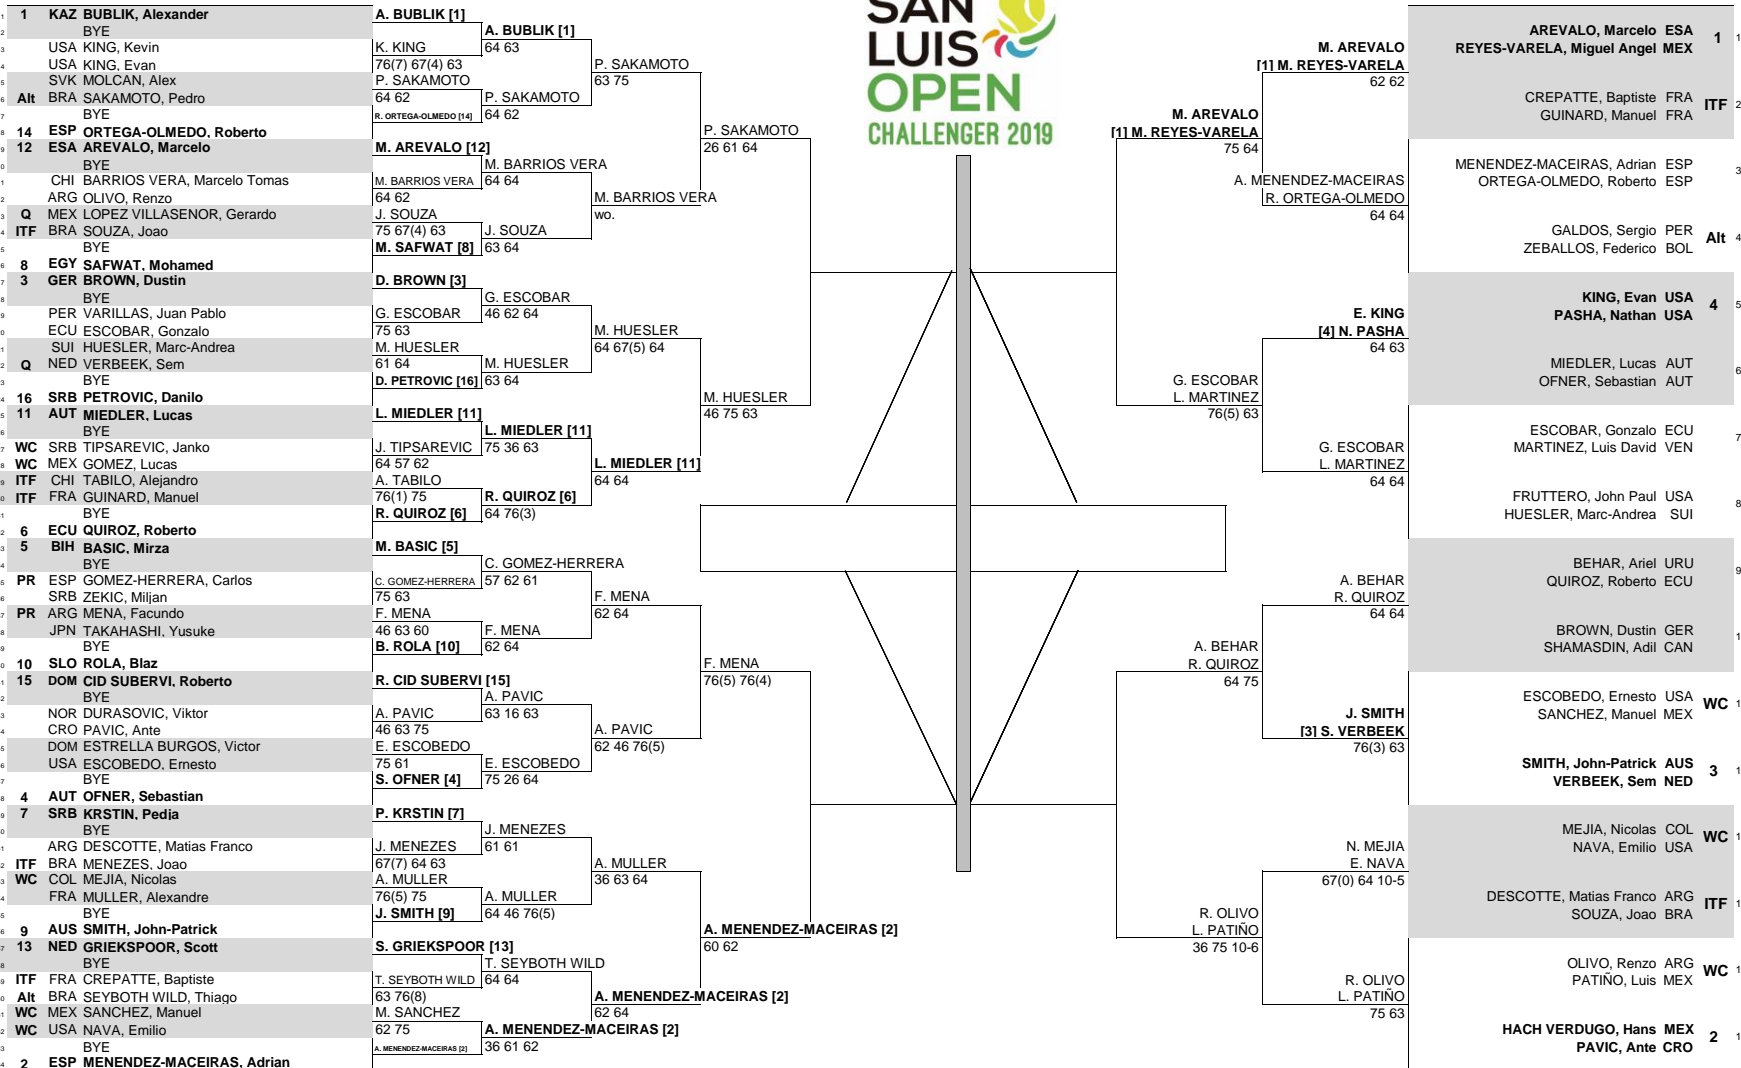 SAN
LUIS
OPEN
CHALLENGER 2019
1 KAZ BUBLIK, Alexander
BYE
USA KING, Kevin
USA KING, Evan
SVK MOLCAN, Alex
Alt BRA SAKAMOTO, Pedro
BYE
14 ESP ORTEGA-OLMEDO, Roberto
12 ESA AREVALO, Marcelo
BYE
CHI BARRIOS VERA, Marcelo Tomas
ARG OLIVO, Renzo
Q MEX LOPEZ VILLASENOR, Gerardo
ITF BRA SOUZA, Joao
BYE
8 EGY SAFWAT, Mohamed
3 GER BROWN, Dustin
BYE
PER VARILLAS, Juan Pablo
ECU ESCOBAR, Gonzalo
SUI HUESLER, Marc-Andrea
Q NED VERBEEK, Sem
BYE
16 SRB PETROVIC, Danilo
11 AUT MIEDLER, Lucas
BYE
WC SRB TIPSAREVIC, Janko
WC MEX GOMEZ, Lucas
ITF CHI TABILO, Alejandro
ITF FRA GUINARD, Manuel
BYE
6 ECU QUIROZ, Roberto
5 BIH BASIC, Mirza
BYE
PR ESP GOMEZ-HERRERA, Carlos
SRB ZEKIC, Miljan
PR ARG MENA, Facundo
JPN TAKAHASHI, Yusuke
BYE
10 SLO ROLA, Blaz
15 DOM CID SUBERVI, Roberto
BYE
NOR DURASOVIC, Viktor
CRO PAVIC, Ante
DOM ESTRELLA BURGOS, Victor
USA ESCOBEDO, Ernesto
BYE
4 AUT OFNER, Sebastian
7 SRB KRSTIN, Pedja
BYE
ARG DESCOTTE, Matias Franco
ITF BRA MENEZES, Joao
WC COL MEJIA, Nicolas
FRA MULLER, Alexandre
BYE
9 AUS SMITH, John-Patrick
13 NED GRIEKSPOOR, Scott
BYE
ITF FRA CREPATTE, Baptiste
Alt BRA SEYBOTH WILD, Thiago
WC MEX SANCHEZ, Manuel
WC USA NAVA, Emilio
BYE
2 ESP MENENDEZ-MACEIRAS, Adrian
A. BUBLIK [1]
K. KING
76(7) 67(4) 63
P. SAKAMOTO
64 62
R. ORTEGA-OLMEDO [14]
M. AREVALO [12]
M. BARRIOS VERA
64 62
J. SOUZA
75 67(4) 63
M. SAFWAT [8]
D. BROWN [3]
G. ESCOBAR
75 63
M. HUESLER
61 64
D. PETROVIC [16]
L. MIEDLER [11]
J. TIPSAREVIC
64 57 62
A. TABILO
76(1) 75
R. QUIROZ [6]
M. BASIC [5]
C. GOMEZ-HERRERA
75 63
F. MENA
46 63 60
B. ROLA [10]
R. CID SUBERVI [15]
A. PAVIC
46 63 75
E. ESCOBEDO
75 61
S. OFNER [4]
P. KRSTIN [7]
J. MENEZES
67(7) 64 63
A. MULLER
76(5) 75
J. SMITH [9]
S. GRIEKSPOOR [13]
T. SEYBOTH WILD
63 76(8)
M. SANCHEZ
62 75
A. MENENDEZ-MACEIRAS [2]
A. BUBLIK [1]
64 63
P. SAKAMOTO
64 62
M. BARRIOS VERA
64 64
J. SOUZA
63 64
G. ESCOBAR
46 62 64
M. HUESLER
63 64
L. MIEDLER [11]
75 36 63
R. QUIROZ [6]
64 76(3)
C. GOMEZ-HERRERA
57 62 61
F. MENA
62 64
A. PAVIC
63 16 63
E. ESCOBEDO
75 26 64
J. MENEZES
61 61
A. MULLER
64 46 76(5)
T. SEYBOTH WILD
64 64
A. MENENDEZ-MACEIRAS [2]
36 61 62
P. SAKAMOTO
63 75
M. BARRIOS VERA
wo.
M. HUESLER
64 67(5) 64
L. MIEDLER [11]
64 64
F. MENA
62 64
A. PAVIC
62 46 76(5)
A. MULLER
36 63 64
A. MENENDEZ-MACEIRAS [2]
62 64
P. SAKAMOTO
26 61 64
M. HUESLER
46 75 63
F. MENA
76(5) 76(4)
A. MENENDEZ-MACEIRAS [2]
60 62
M. AREVALO
[1] M. REYES-VARELA
75 64
G. ESCOBAR
L. MARTINEZ
76(5) 63
A. BEHAR
R. QUIROZ
64 75
R. OLIVO
L. PATIÑO
36 75 10-6
M. AREVALO
[1] M. REYES-VARELA
62 62
A. MENENDEZ-MACEIRAS
R. ORTEGA-OLMEDO
64 64
E. KING
[4] N. PASHA
64 63
G. ESCOBAR
L. MARTINEZ
64 64
A. BEHAR
R. QUIROZ
64 64
J. SMITH
[3] S. VERBEEK
76(3) 63
N. MEJIA
E. NAVA
67(0) 64 10-5
R. OLIVO
L. PATIÑO
75 63
AREVALO, Marcelo ESA 1
REYES-VARELA, Miguel Angel MEX
CREPATTE, Baptiste FRA ITF 2
GUINARD, Manuel FRA
MENENDEZ-MACEIRAS, Adrian ESP 3
ORTEGA-OLMEDO, Roberto ESP
GALDOS, Sergio PER Alt 4
ZEBALLOS, Federico BOL
KING, Evan USA 4 5
PASHA, Nathan USA
MIEDLER, Lucas AUT 6
OFNER, Sebastian AUT
ESCOBAR, Gonzalo ECU 7
MARTINEZ, Luis David VEN
FRUTTERO, John Paul USA 8
HUESLER, Marc-Andrea SUI
BEHAR, Ariel URU 9
QUIROZ, Roberto ECU
BROWN, Dustin GER
SHAMASDIN, Adil CAN
ESCOBEDO, Ernesto USA WC
SANCHEZ, Manuel MEX
SMITH, John-Patrick AUS 3
VERBEEK, Sem NED
MEJIA, Nicolas COL WC
NAVA, Emilio USA
DESCOTTE, Matias Franco ARG ITF
SOUZA, Joao BRA
OLIVO, Renzo ARG WC
PATIÑO, Luis MEX
HACH VERDUGO, Hans MEX 2
PAVIC, Ante CRO